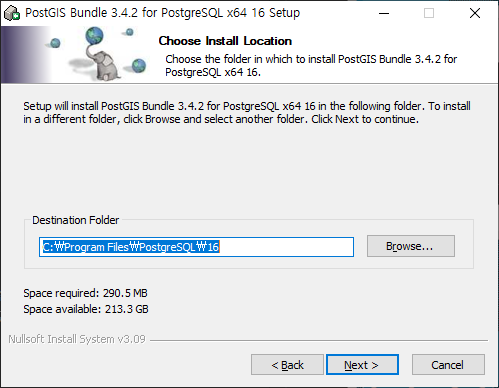 PostGIS Bundle 3.4.2 for PostgreSQL x64 16 Setup
Choose Install Location
Choose the folder in which to install PostGIS Bundle 3.4.2 for
PostgreSQL x64 16.
Setup will install PostGIS Bundle 3.4.2 for PostgreSQL x64 16 in the following folder. To install
in a different folder, click Browse and select another folder. Click Next to continue.
Destination Folder
C:₩Program Files₩PostgreSQL₩16
Browse...
Space required: 290.5 MB
Space available: 213.3 GB
Nullsoft Install System v3.09
< Back
Next >
Cancel